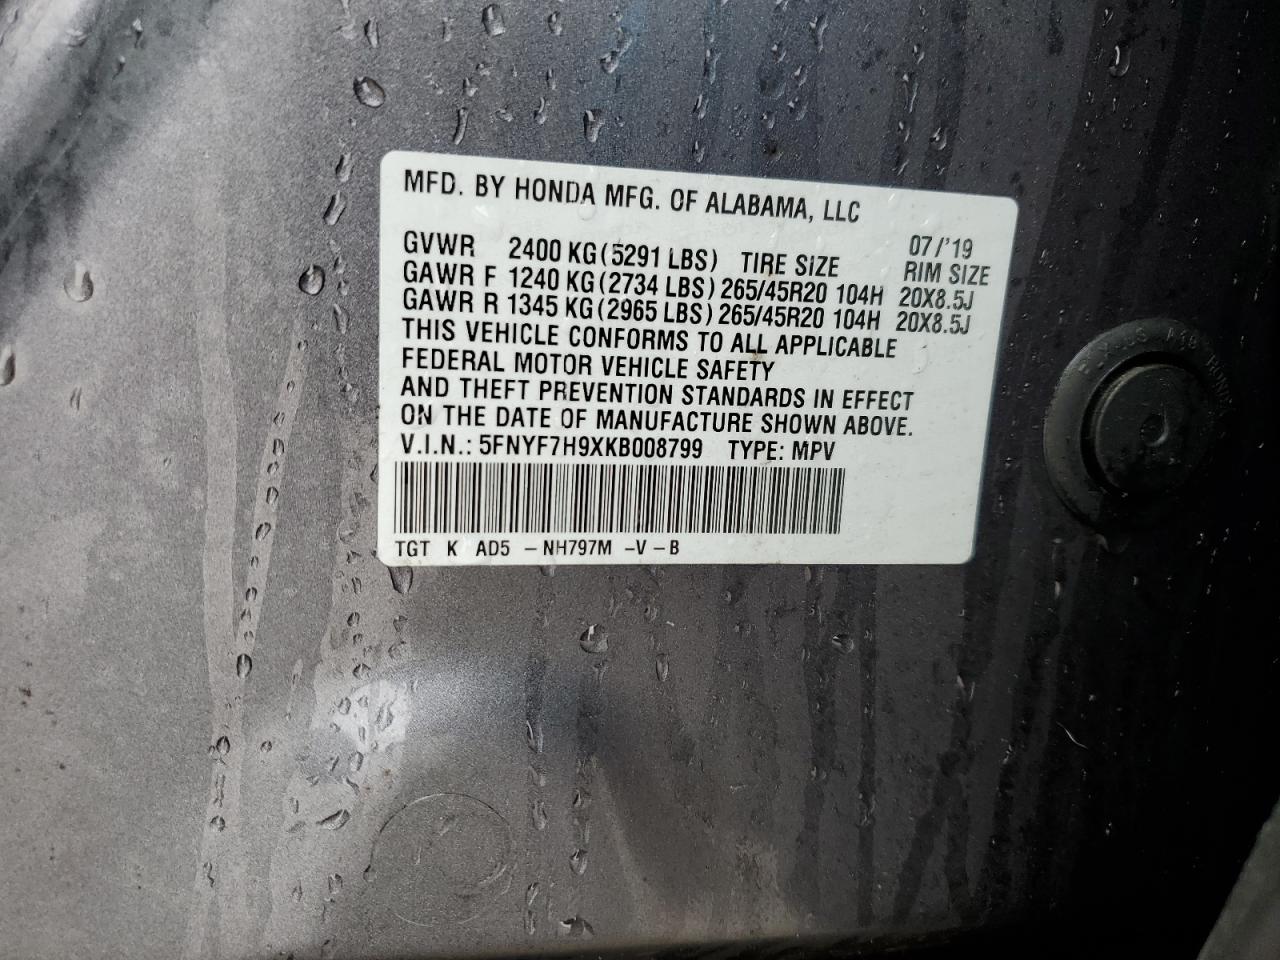 MFD. BY HONDA MFG. OF ALABAMA, LLC
07/'19
GVWR 2400 KG (5291 LBS) TIRE SIZE RIM SIZE
GAWR F 1240 KG (2734 LBS) 265/45R20 104H 20X8.5J
GAWR R 1345 KG (2965 LBS) 265/45R20 104H 20X8.5J
THIS VEHICLE CONFORMS TO ALL APPLICABLE
FEDERAL MOTOR VEHICLE SAFETY
AND THEFT PREVENTION STANDARDS IN EFFECT
ON THE DATE OF MANUFACTURE SHOWN ABOVE.
V.I.N.: 5FNYF7H9XKB008799 TYPE: MPV
TGT K AD5 - NH797M -V - B